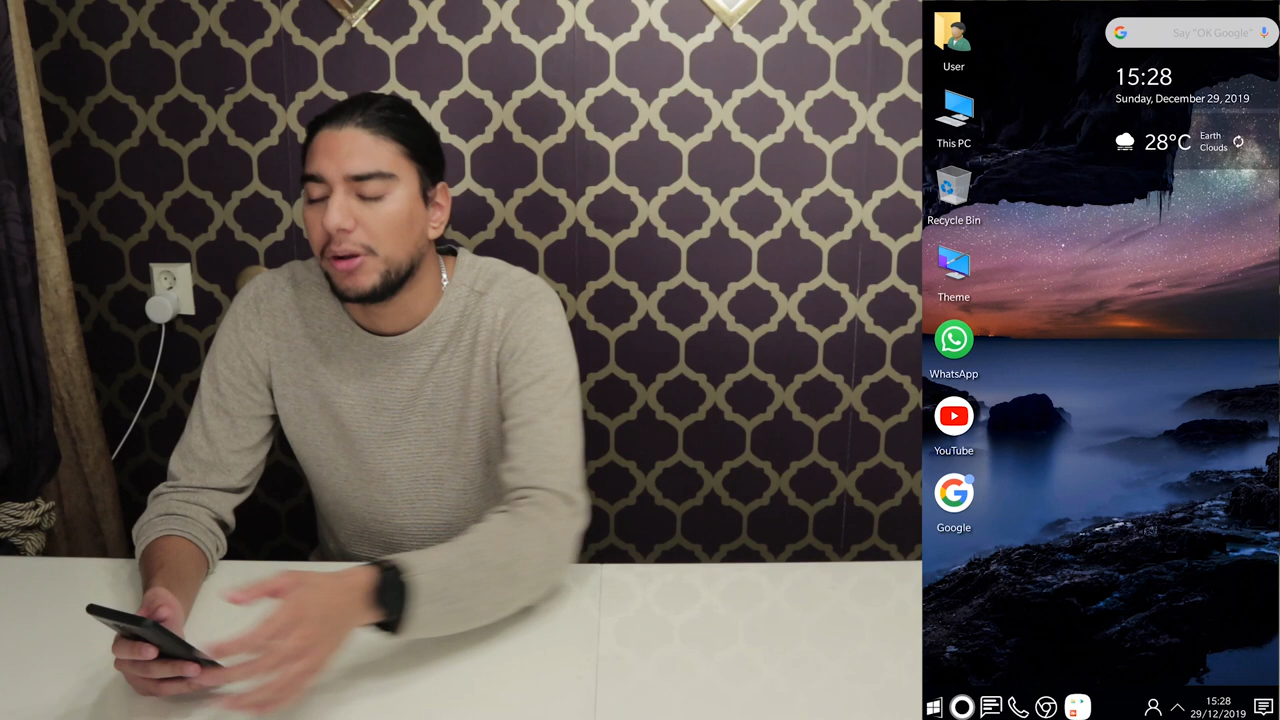 User
This PC
Recycle Bin
Theme
WhatsApp
YouTube
Google
Say "OK Google"
15:28
Sunday, December 29, 2019
28°C
Earth
Clouds
15:28
29/12/2019